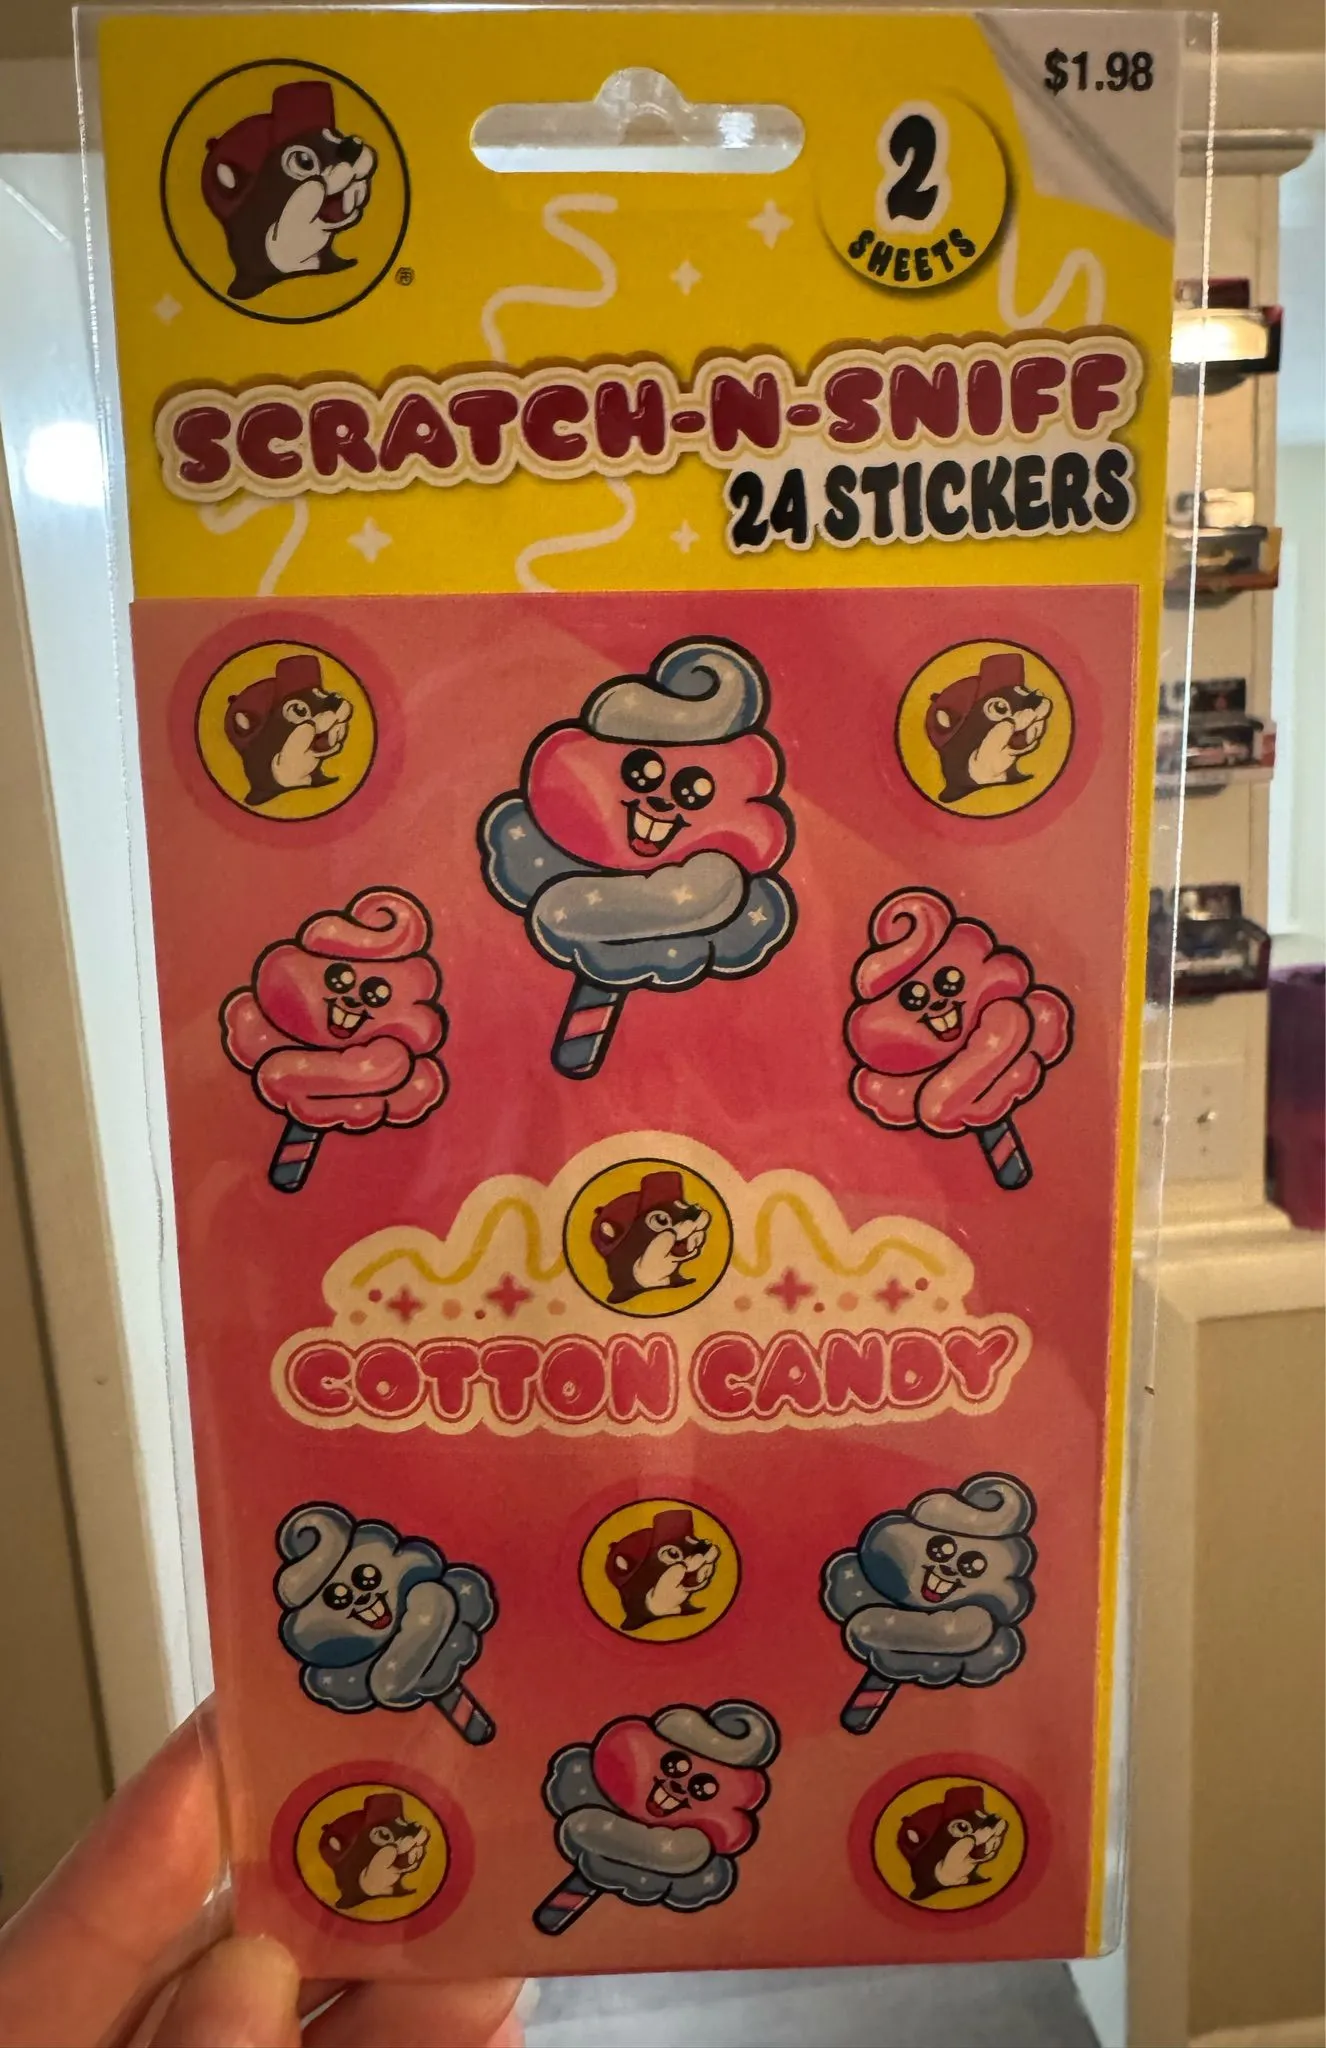 $1.98
2
SHEETS
SCRATCH-N-SNIFF
24 STICKERS
COTTON CANDY